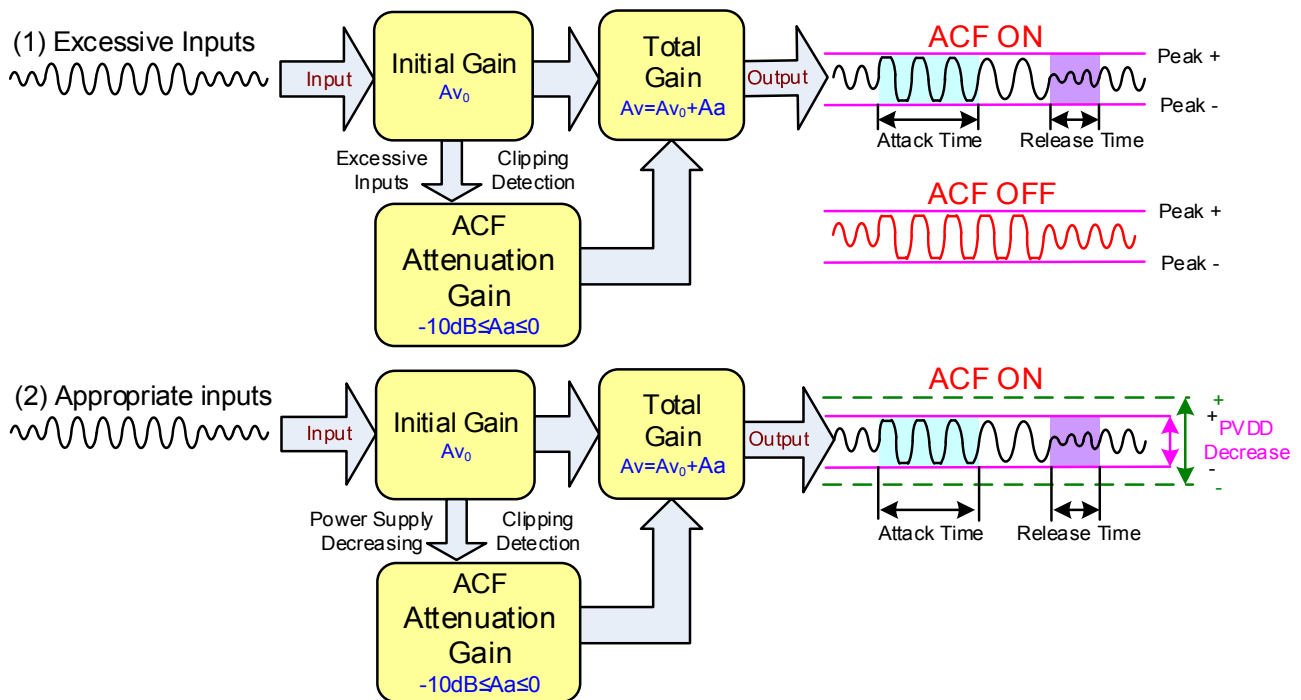 (1) Excessive Inputs
Input
Initial Gain
Av₀
Total
Gain
Av=Av₀+Aa
Output
ACF ON
Peak +
Peak -
Attack Time
Release Time
Excessive
Inputs
Clipping
Detection
ACF
Attenuation
Gain
-10dB≤Aa≤0
ACF OFF
Peak +
Peak -
(2) Appropriate inputs
Input
Initial Gain
Av₀
Total
Gain
Av=Av₀+Aa
Output
ACF ON
+
+
PVDD
Decrease
-
-
Attack Time
Release Time
Power Supply
Decreasing
Clipping
Detection
ACF
Attenuation
Gain
-10dB≤Aa≤0